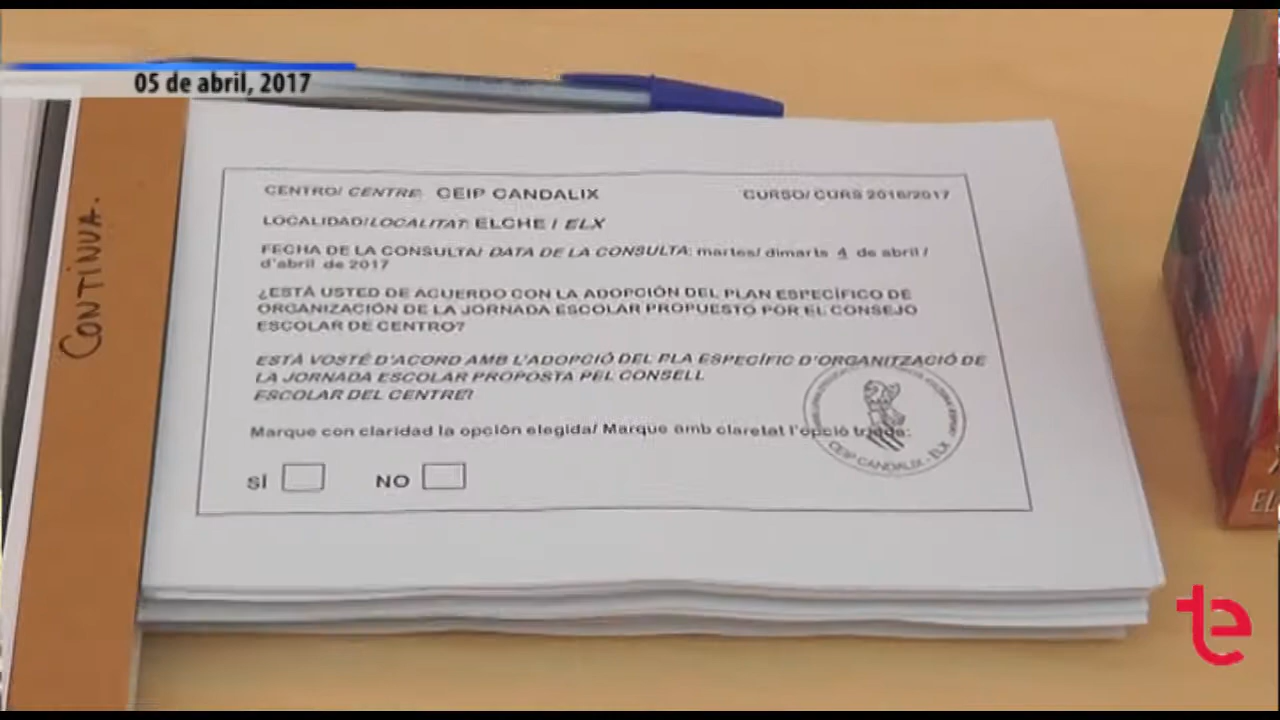 05 de abril, 2017
CONTINUA.
CENTRO/ CENTRE: CEIP CANDALIX CURSO/ CURS 2016/2017
LOCALIDAD/LOCALITAT: ELCHE / ELX
FECHA DE LA CONSULTA/ DATA DE LA CONSULTA: martes/ dimarts 4 de abril /
d'abril de 2017
¿ESTÁ USTED DE ACUERDO CON LA ADOPCIÓN DEL PLAN ESPECÍFICO DE
ORGANIZACIÓN DE LA JORNADA ESCOLAR PROPUESTO POR EL CONSEJO
ESCOLAR DE CENTRO?
ESTÀ VOSTÉ D'ACORD AMB L'ADOPCIÓ DEL PLA ESPECÍFIC D'ORGANITZACIÓ DE
LA JORNADA ESCOLAR PROPOSTA PEL CONSELL
ESCOLAR DEL CENTRE?
Marque con claridad la opción elegida/ Marque amb claretat l'opció triada:
SÍ NO
CEIP CANDALIX - ELX
te